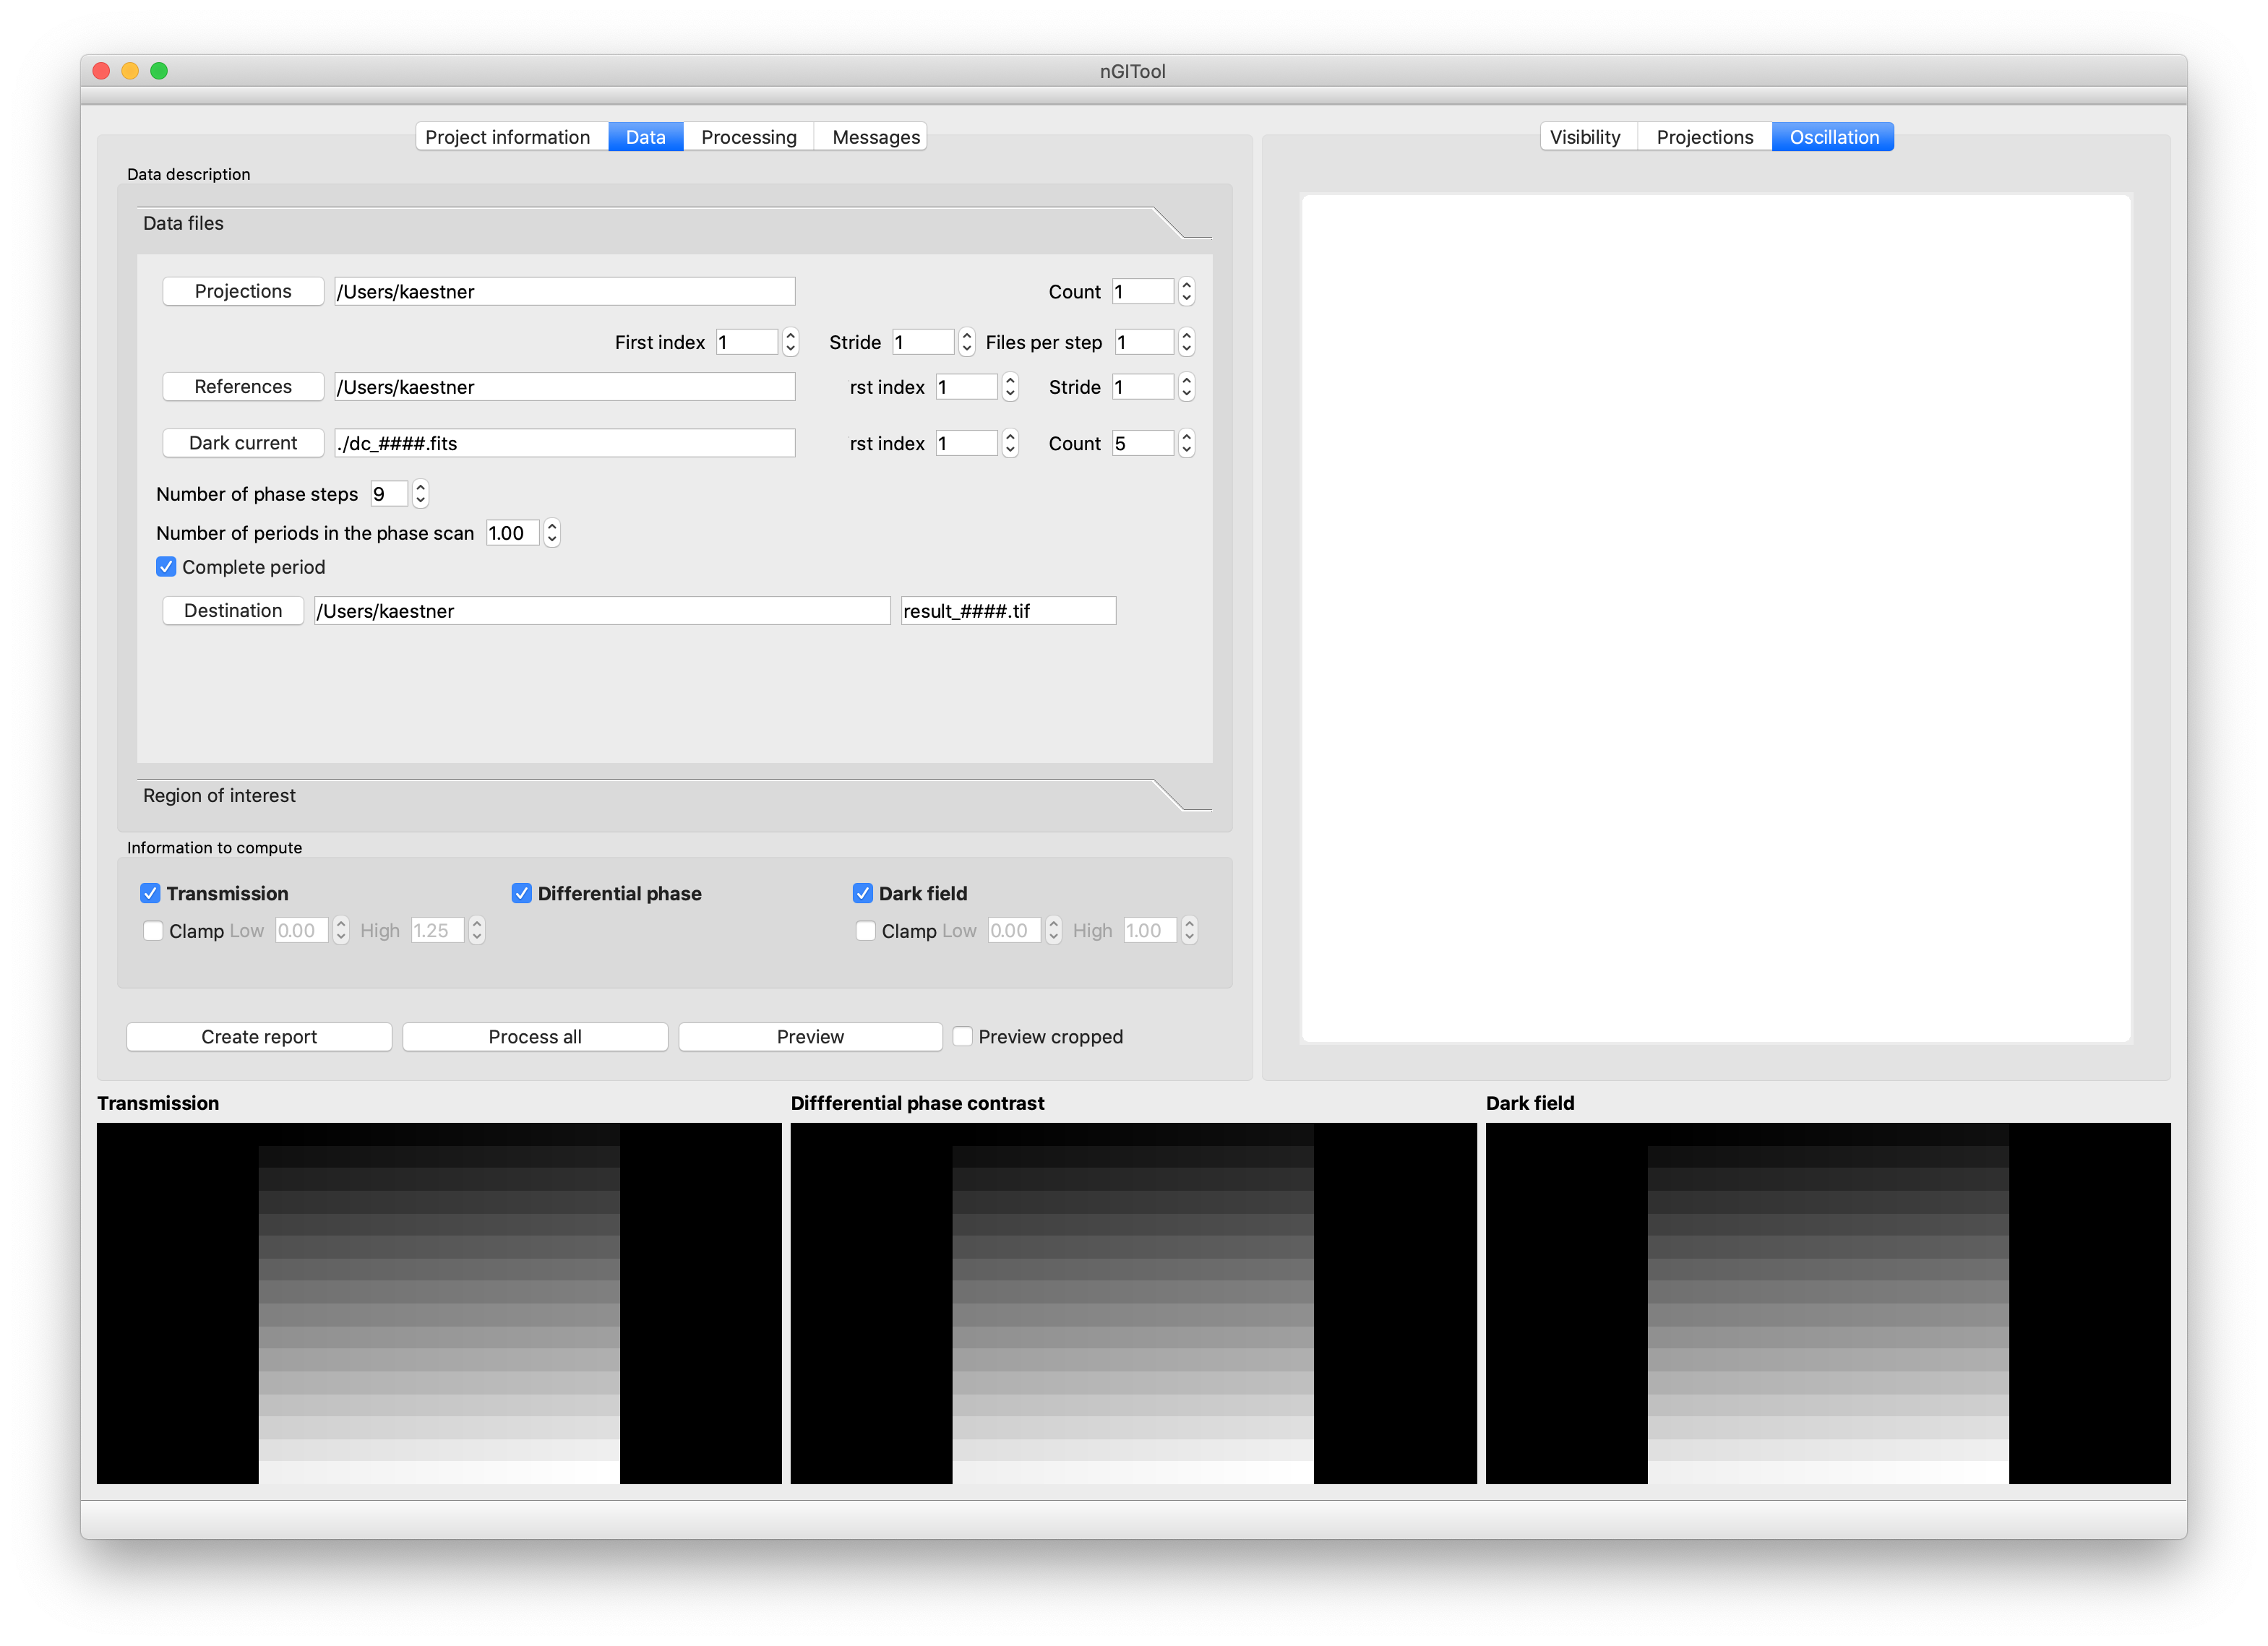 nGITool
Project information Data Processing Messages
Visibility Projections Oscillation
Data description
Data files
Projections /Users/kaestner Count 1
First index 1 Stride 1 Files per step 1
References /Users/kaestner rst index 1 Stride 1
Dark current ./dc_####.fits rst index 1 Count 5
Number of phase steps 9
Number of periods in the phase scan 1.00
Complete period
Destination /Users/kaestner result_####.tif
Region of interest
Information to compute
Transmission Differential phase Dark field
Clamp Low 0.00 High 1.25 Clamp Low 0.00 High 1.00
Create report Process all Preview Preview cropped
Transmission Diffferential phase contrast Dark field